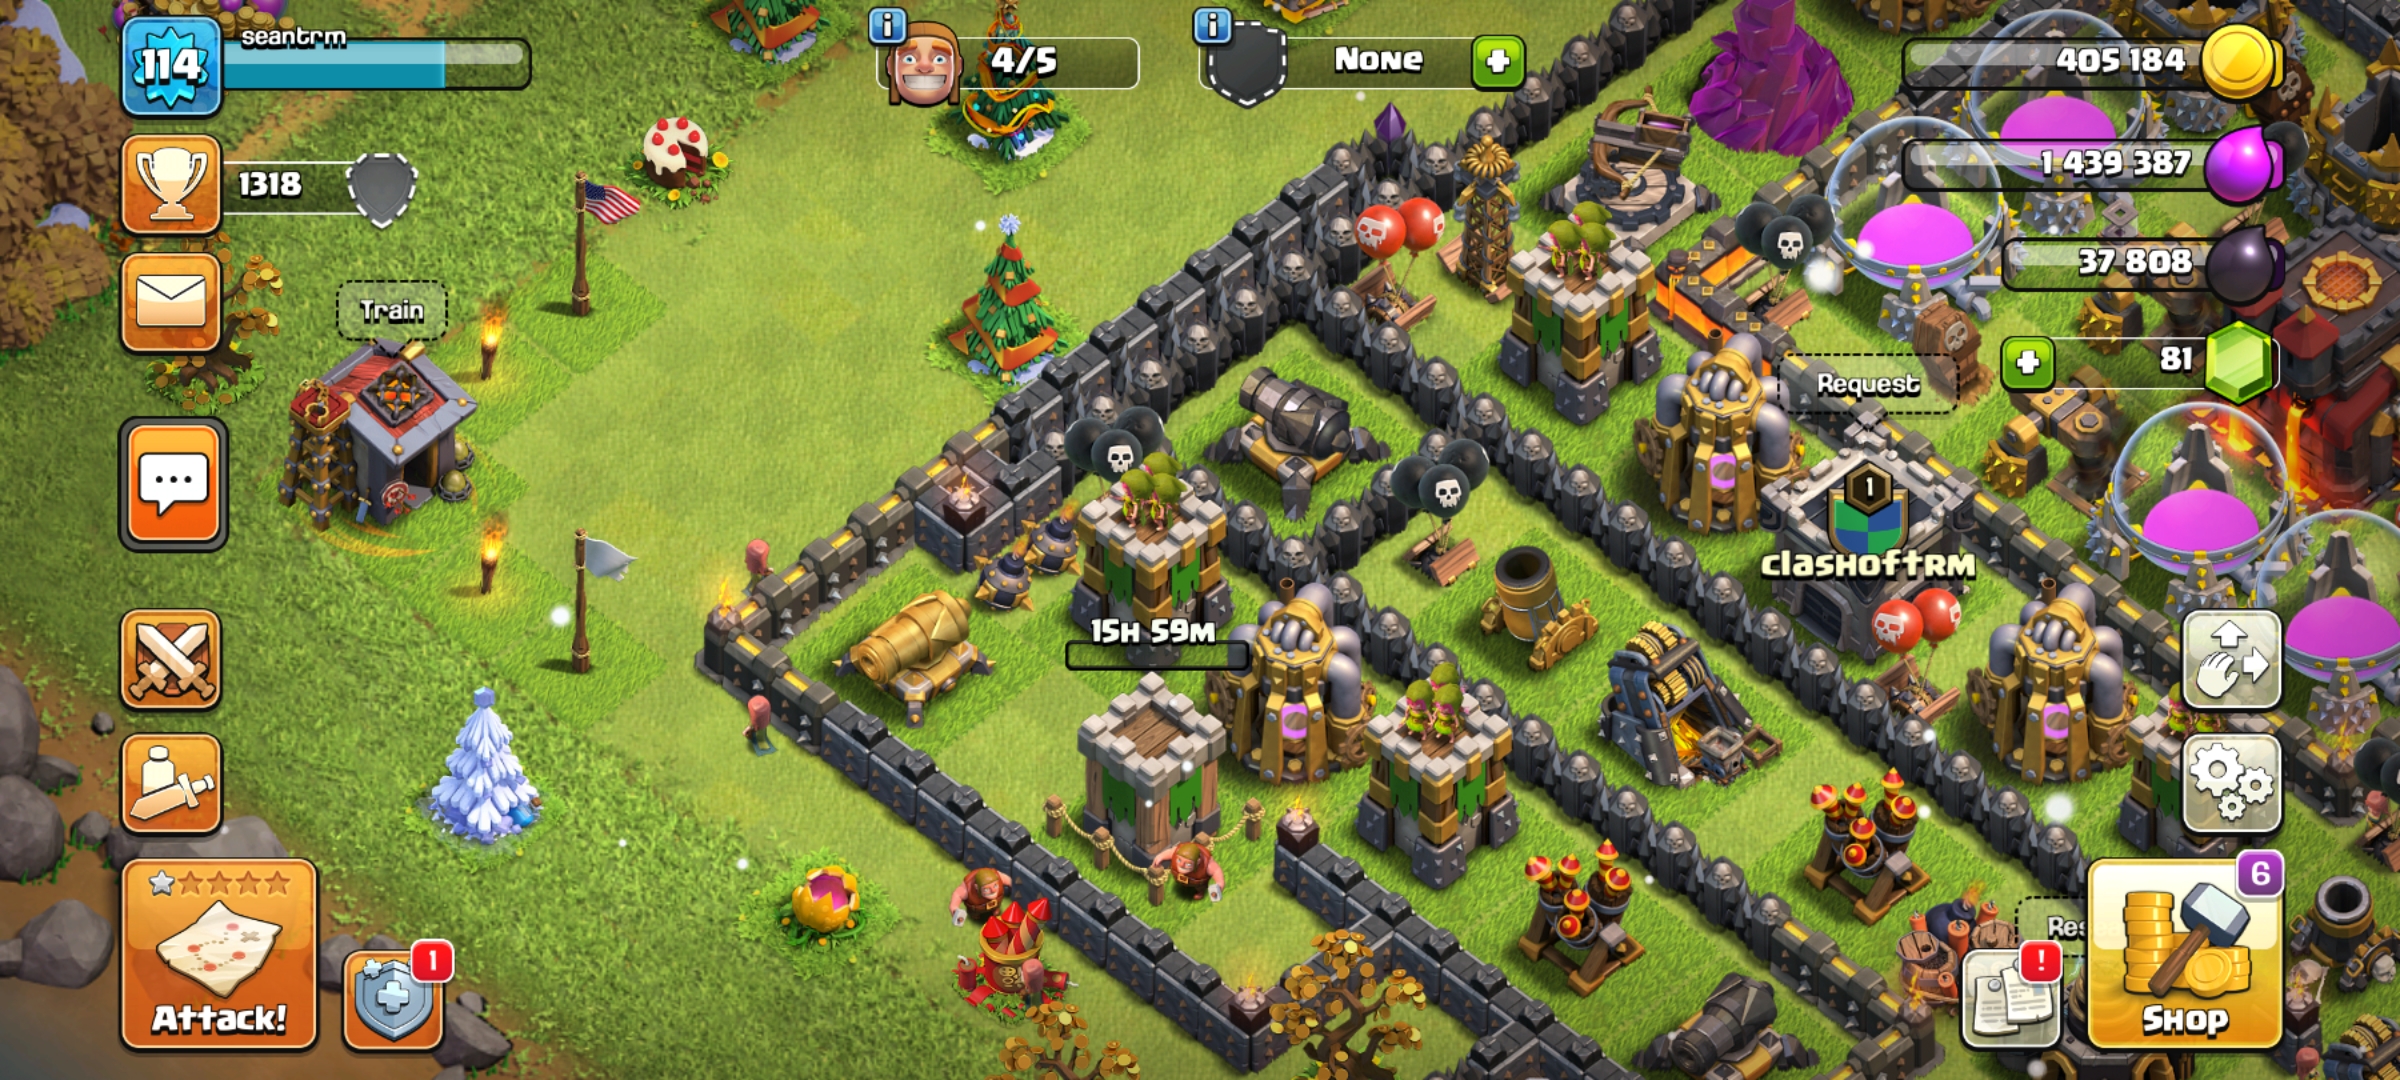 114
seantrm
4/5
None
405 184
1318
1 439 387
37 808
Train
81
Request
1
clashoftRM
15H 59M
6
Res
1
!
Attack!
Shop